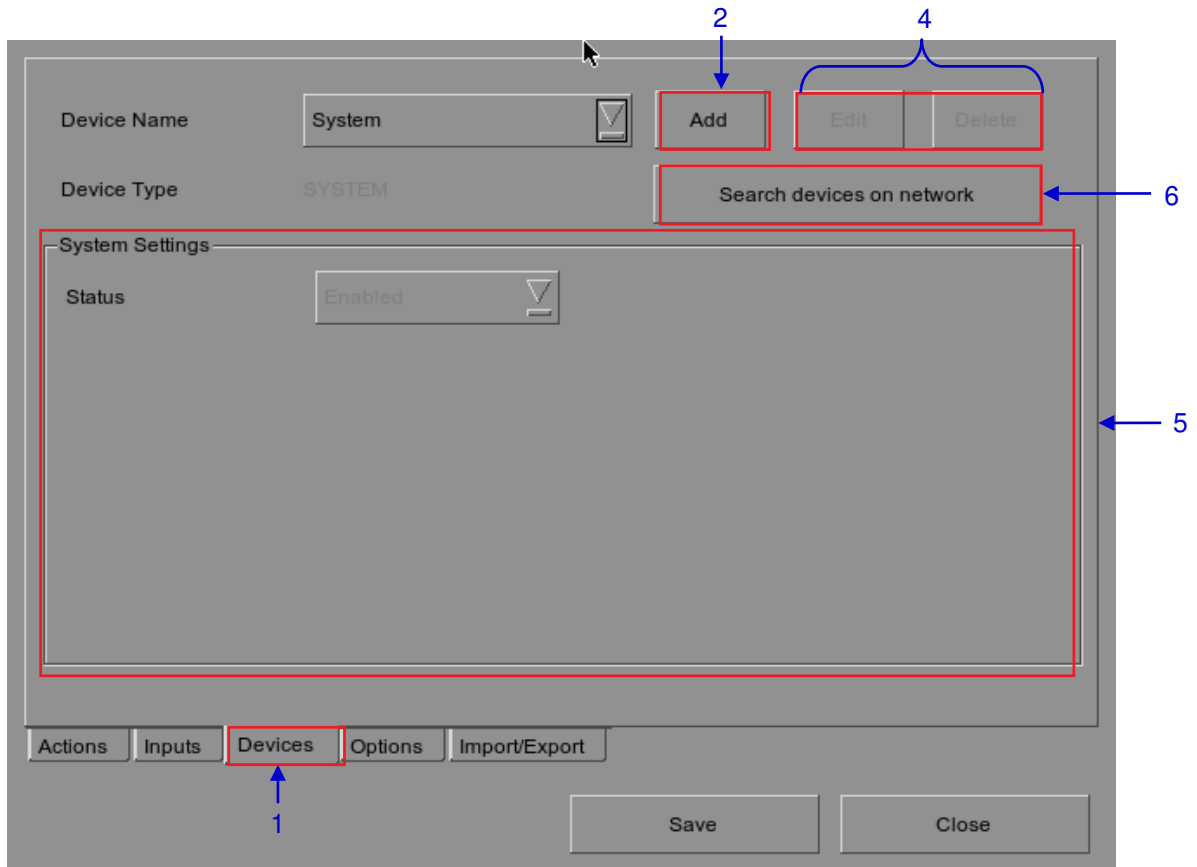 2
4
Device Name
System
Add
Edit
Delete
Device Type
SYSTEM
Search devices on network
6
System Settings
Status
Enabled
5
Actions
Inputs
Devices
Options
Import/Export
1
Save
Close